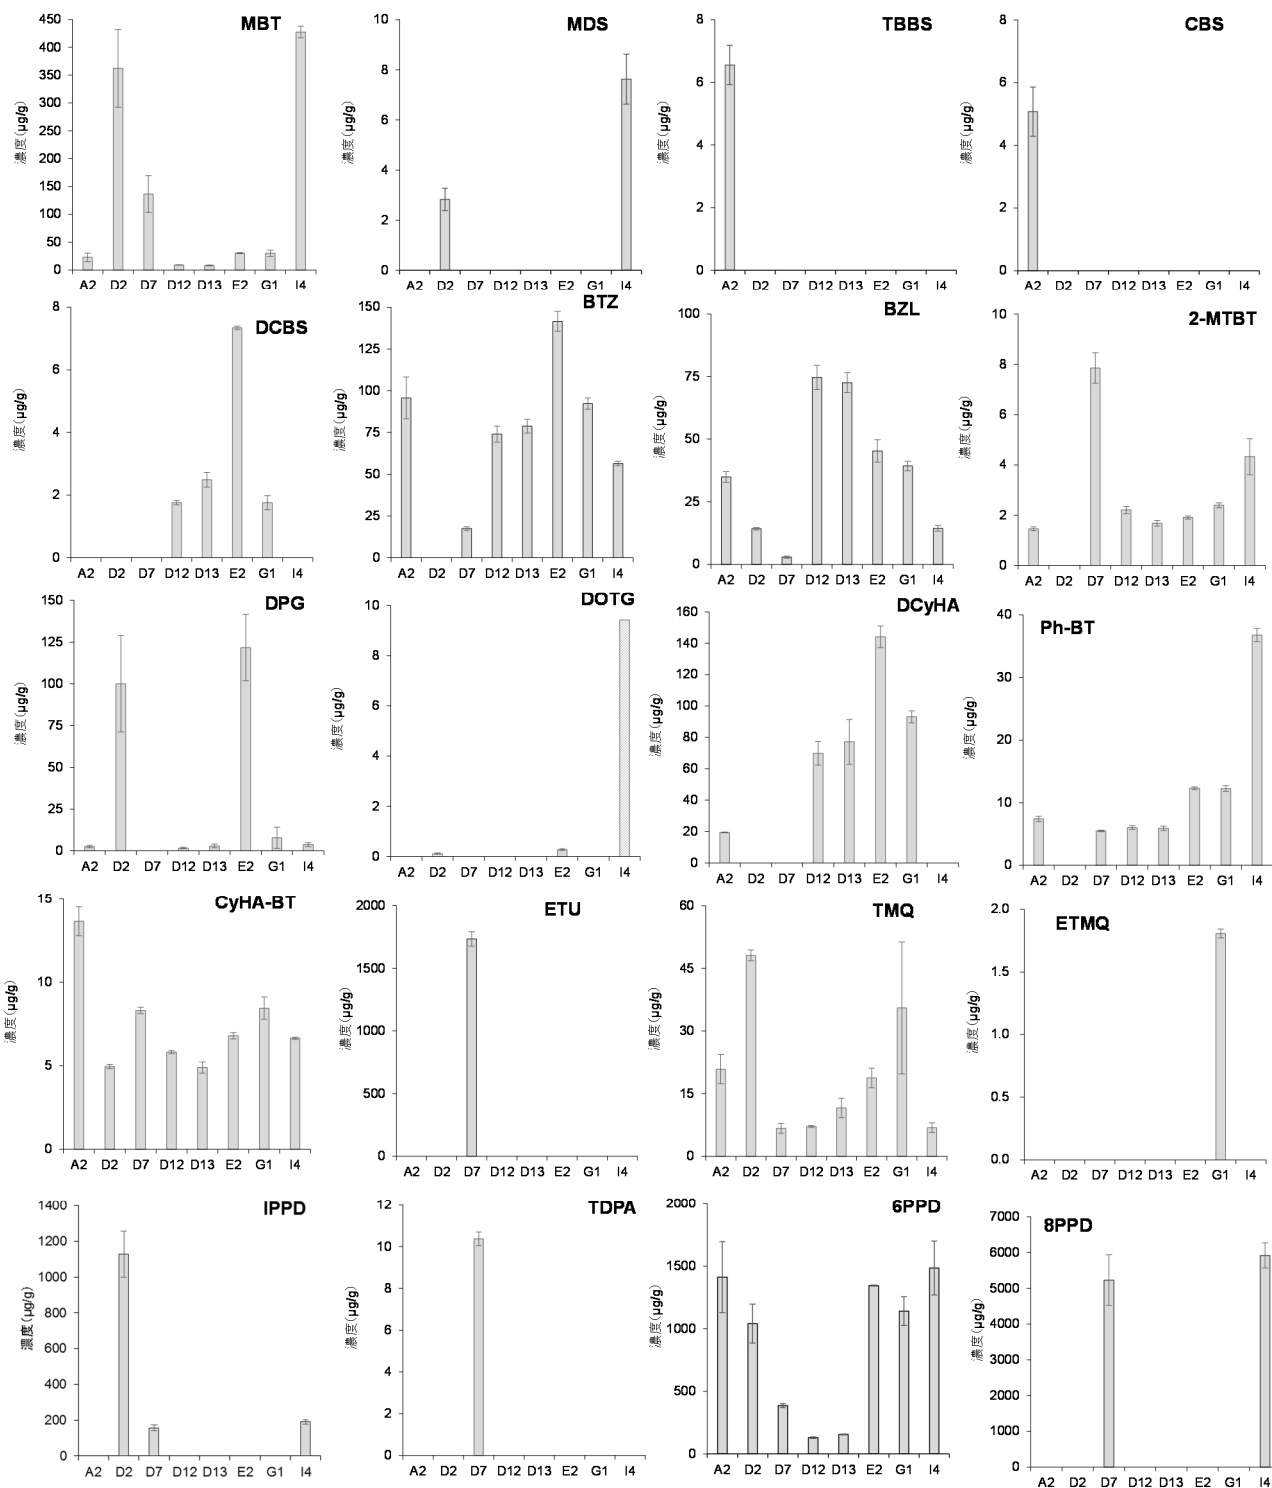 MBT
濃度(μg/g)
450
400
350
300
250
200
150
100
50
0
A2 D2 D7 D12 D13 E2 G1 I4
MDS
濃度(μg/g)
10
8
6
4
2
0
A2 D2 D7 D12 D13 E2 G1 I4
TBBS
濃度(μg/g)
8
6
4
2
0
A2 D2 D7 D12 D13 E2 G1 I4
CBS
濃度(μg/g)
8
6
4
2
0
A2 D2 D7 D12 D13 E2 G1 I4
DCBS
濃度(μg/g)
8
6
4
2
0
A2 D2 D7 D12 D13 E2 G1 I4
BTZ
濃度(μg/g)
150
125
100
75
50
25
0
A2 D2 D7 D12 D13 E2 G1 I4
BZL
濃度(μg/g)
100
75
50
25
0
A2 D2 D7 D12 D13 E2 G1 I4
2-MTBT
濃度(μg/g)
10
8
6
4
2
0
A2 D2 D7 D12 D13 E2 G1 I4
DPG
濃度(μg/g)
150
125
100
75
50
25
0
A2 D2 D7 D12 D13 E2 G1 I4
DOTG
濃度(μg/g)
10
8
6
4
2
0
A2 D2 D7 D12 D13 E2 G1 I4
DCyHA
濃度(μg/g)
160
140
120
100
80
60
40
20
0
A2 D2 D7 D12 D13 E2 G1 I4
Ph-BT
濃度(μg/g)
40
30
20
10
0
A2 D2 D7 D12 D13 E2 G1 I4
CyHA-BT
濃度(μg/g)
15
10
5
0
A2 D2 D7 D12 D13 E2 G1 I4
ETU
濃度(μg/g)
2000
1500
1000
500
0
A2 D2 D7 D12 D13 E2 G1 I4
TMQ
濃度(μg/g)
60
45
30
15
0
A2 D2 D7 D12 D13 E2 G1 I4
ETMQ
濃度(μg/g)
2.0
1.5
1.0
0.5
0.0
A2 D2 D7 D12 D13 E2 G1 I4
IPPD
濃度(μg/g)
1400
1200
1000
800
600
400
200
0
A2 D2 D7 D12 D13 E2 G1 I4
TDPA
濃度(μg/g)
12
10
8
6
4
2
0
A2 D2 D7 D12 D13 E2 G1 I4
6PPD
濃度(μg/g)
2000
1500
1000
500
0
A2 D2 D7 D12 D13 E2 G1 I4
8PPD
濃度(μg/g)
7000
6000
5000
4000
3000
2000
1000
0
A2 D2 D7 D12 D13 E2 G1 I4